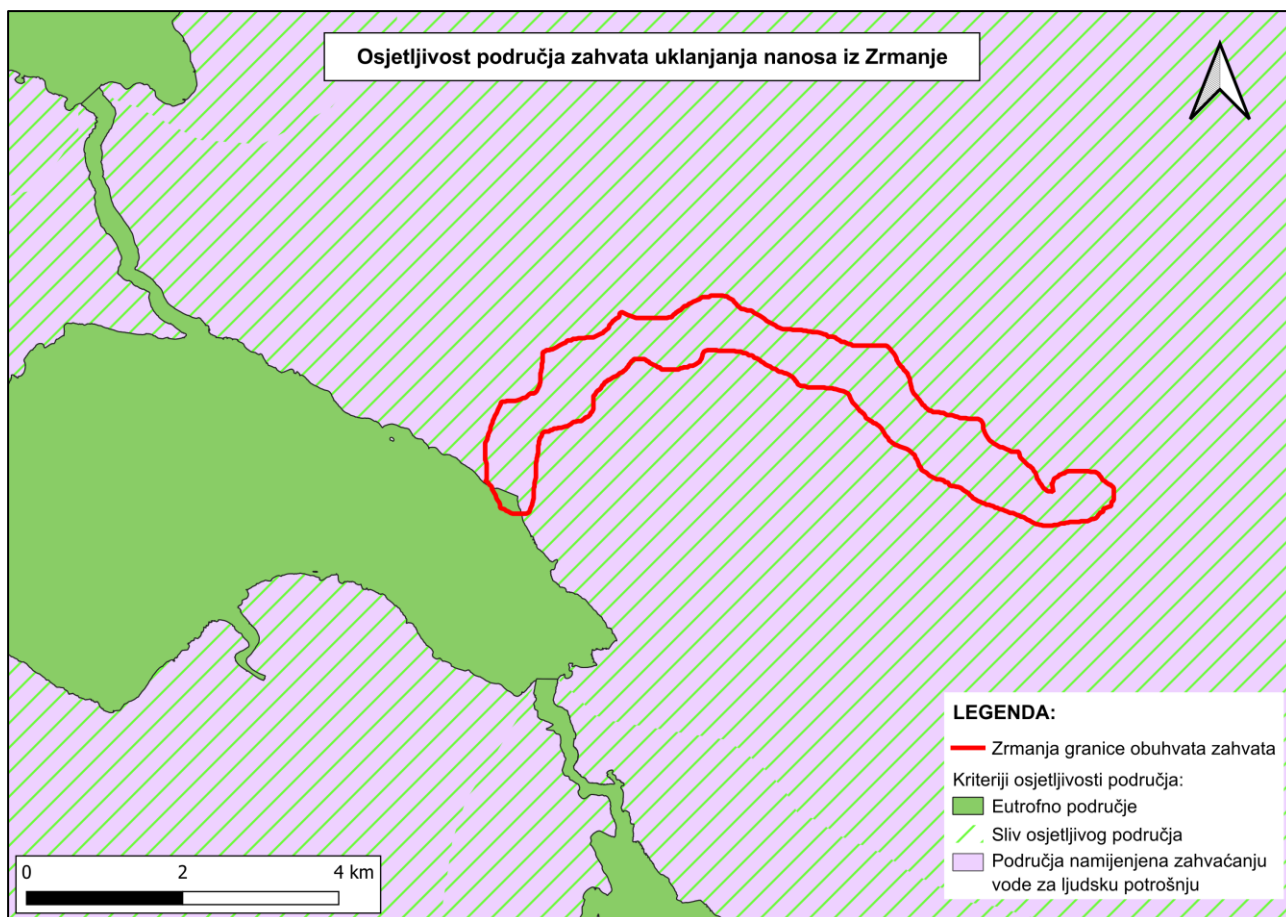 Osjetljivost područja zahvata uklanjanja nanosa iz Zrmanje
LEGENDA:
Zrmanja granice obuhvata zahvata
Kriteriji osjetljivosti područja:
Eutrofno područje
Sliv osjetljivog područja
Područja namijenjena zahvaćanju
vode za ljudsku potrošnju
0 2 4 km